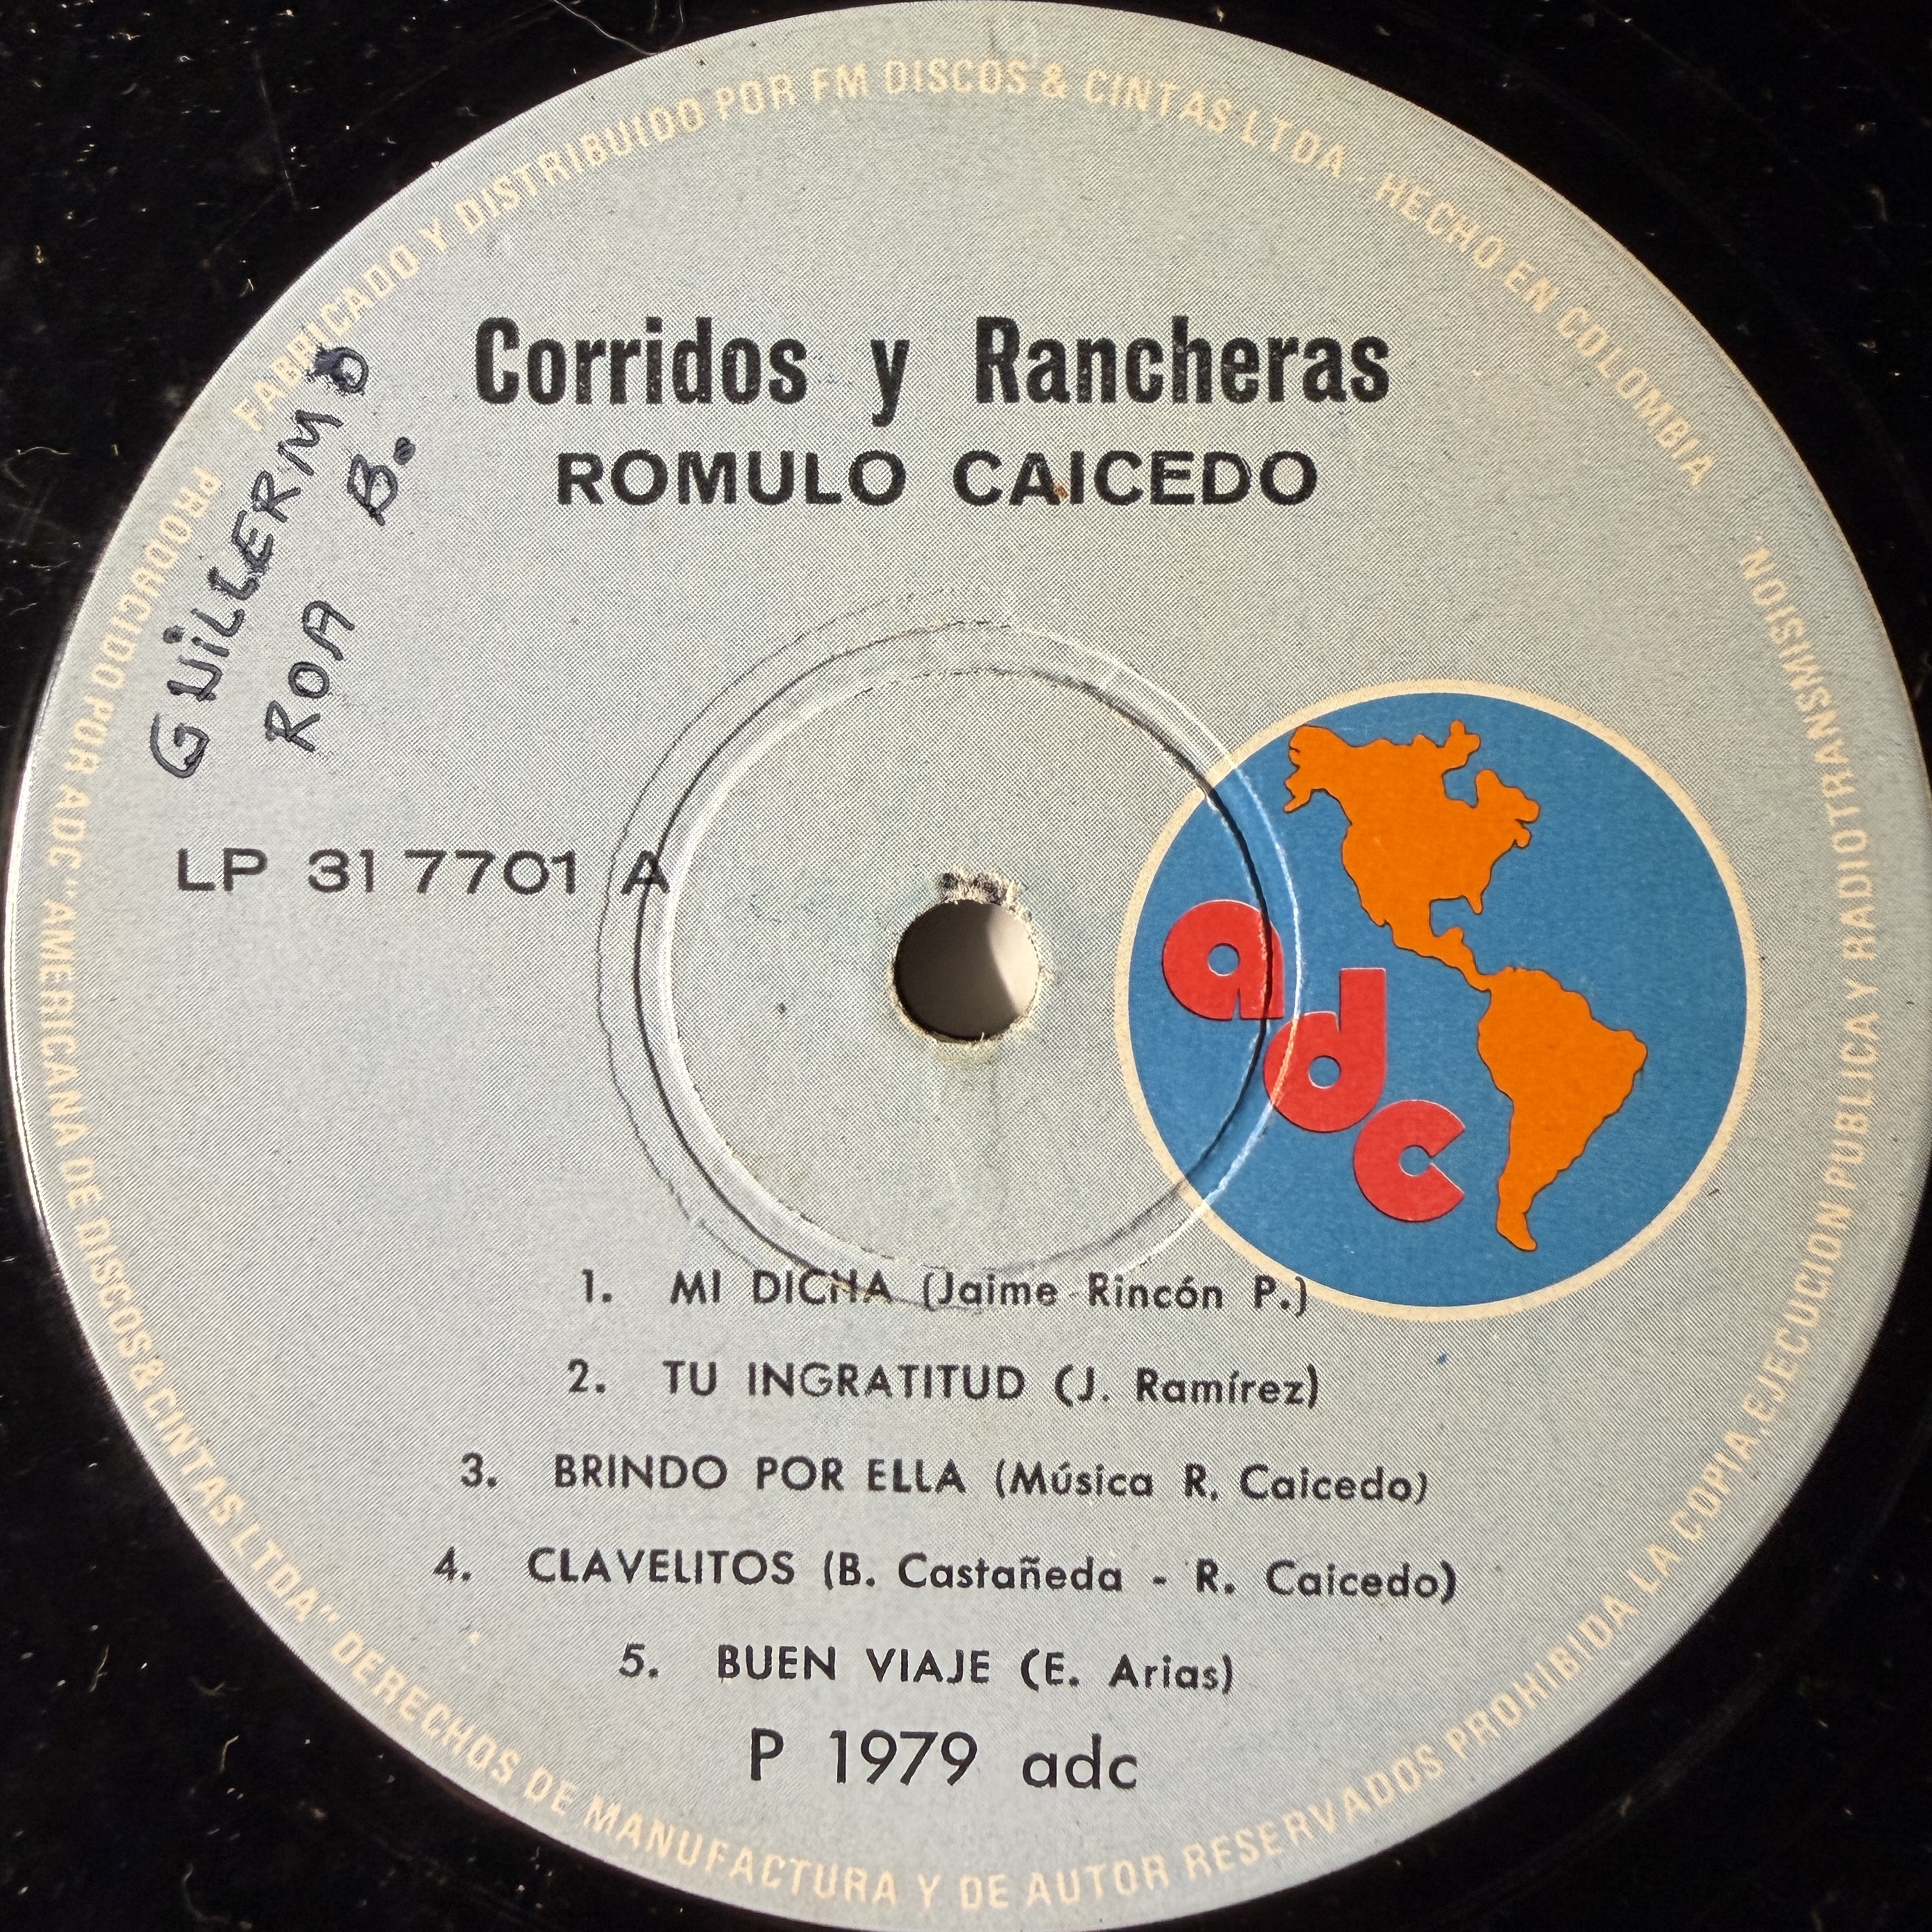 FABRICADO Y DISTRIBUIDO POR FM DISCOS & CINTAS LTDA. HECHO EN COLOMBIA
Corridos y Rancheras
ROMULO CAICEDO
GUILLERMO
ROA B.
LP 31 7701 A
adc
1. MI DICHA (Jaime Rincón P.)
2. TU INGRATITUD (J. Ramírez)
3. BRINDO POR ELLA (Música R. Caicedo)
4. CLAVELITOS (B. Castañeda - R. Caicedo)
5. BUEN VIAJE (E. Arias)
P 1979 adc
PRODUCIDO POR ADC "AMERICANA DE DISCOS & CINTAS LTDA" DERECHOS DE MANUFACTURA Y DE AUTOR RESERVADOS PROHIBIDA LA COPIA, EJECUCION PUBLICA Y RADIOTRANSMISION